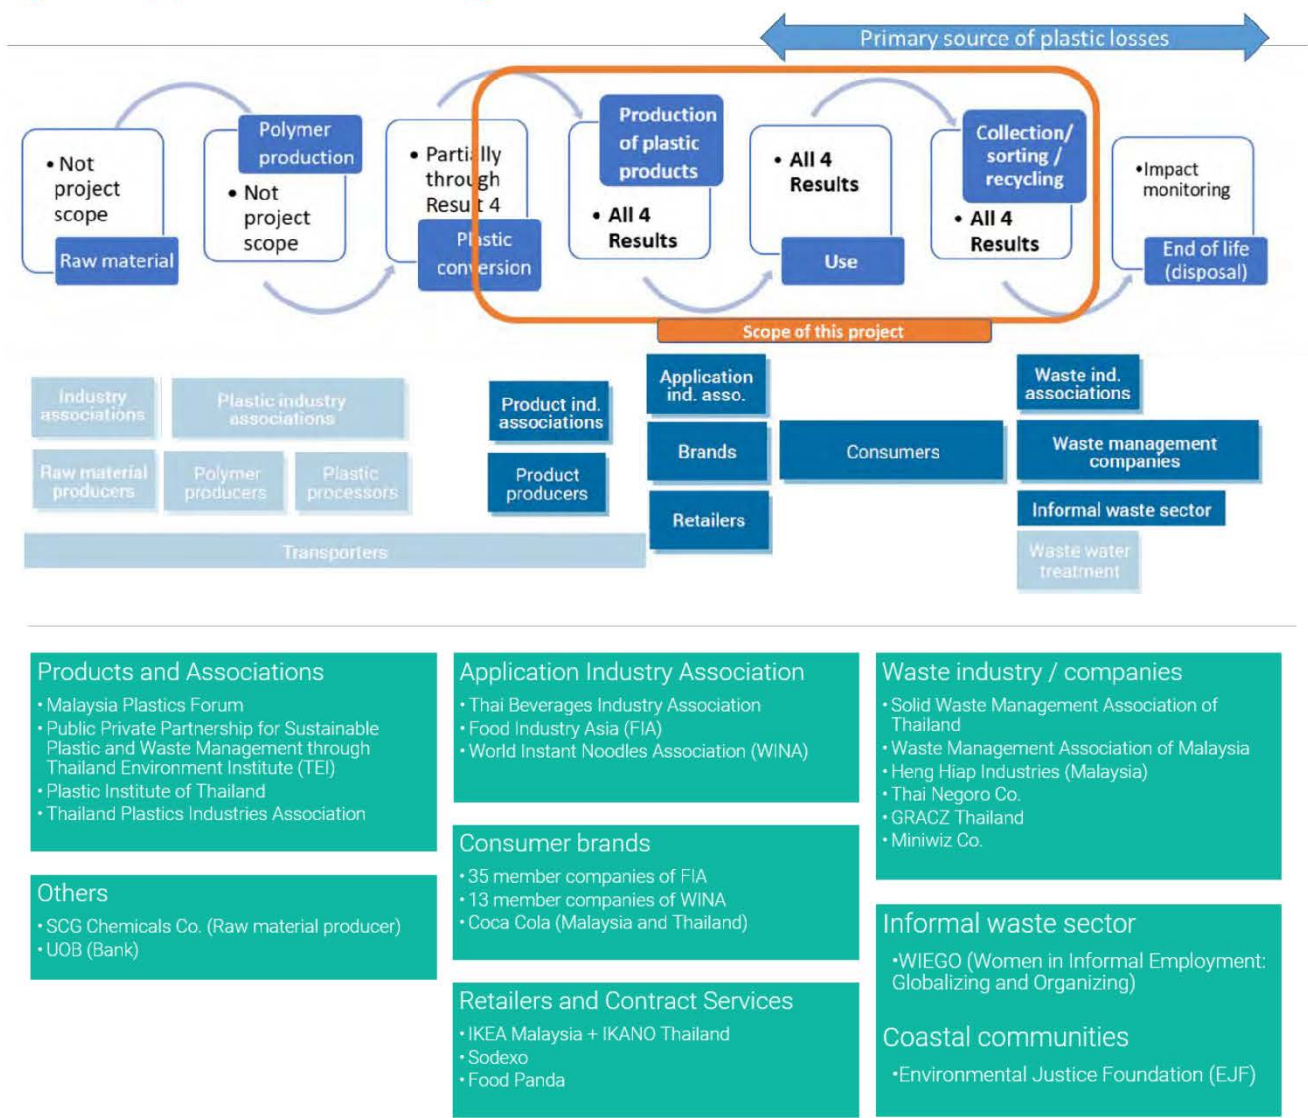 Primary source of plastic losses
• Not
project
scope
Raw material
Polymer
production
• Not
project
scope
• Partially
through
Result 4
Plastic
conversion
Production
of plastic
products
• All 4
Results
• All 4
Results
Use
Collection/
sorting /
recycling
• All 4
Results
•Impact
monitoring
End of life
(disposal)
Scope of this project
Industry
associations
Plastic industry
associations
Product ind.
associations
Application
ind. asso.
Waste ind.
associations
Raw material
producers
Polymer
producers
Plastic
processors
Product
producers
Brands
Consumers
Waste management
companies
Retailers
Informal waste sector
Transporters
Waste water
treatment
Products and Associations
• Malaysia Plastics Forum
• Public Private Partnership for Sustainable
Plastic and Waste Management through
Thailand Environment Institute (TEI)
• Plastic Institute of Thailand
• Thailand Plastics Industries Association
Others
• SCG Chemicals Co. (Raw material producer)
• UOB (Bank)
Application Industry Association
• Thai Beverages Industry Association
• Food Industry Asia (FIA)
• World Instant Noodles Association (WINA)
Consumer brands
• 35 member companies of FIA
• 13 member companies of WINA
• Coca Cola (Malaysia and Thailand)
Retailers and Contract Services
• IKEA Malaysia + IKANO Thailand
• Sodexo
• Food Panda
Waste industry / companies
• Solid Waste Management Association of
Thailand
• Waste Management Association of Malaysia
• Heng Hiap Industries (Malaysia)
• Thai Negoro Co.
• GRACZ Thailand
• Miniwiz Co.
Informal waste sector
•WIEGO (Women in Informal Employment:
Globalizing and Organizing)
Coastal communities
•Environmental Justice Foundation (EJF)